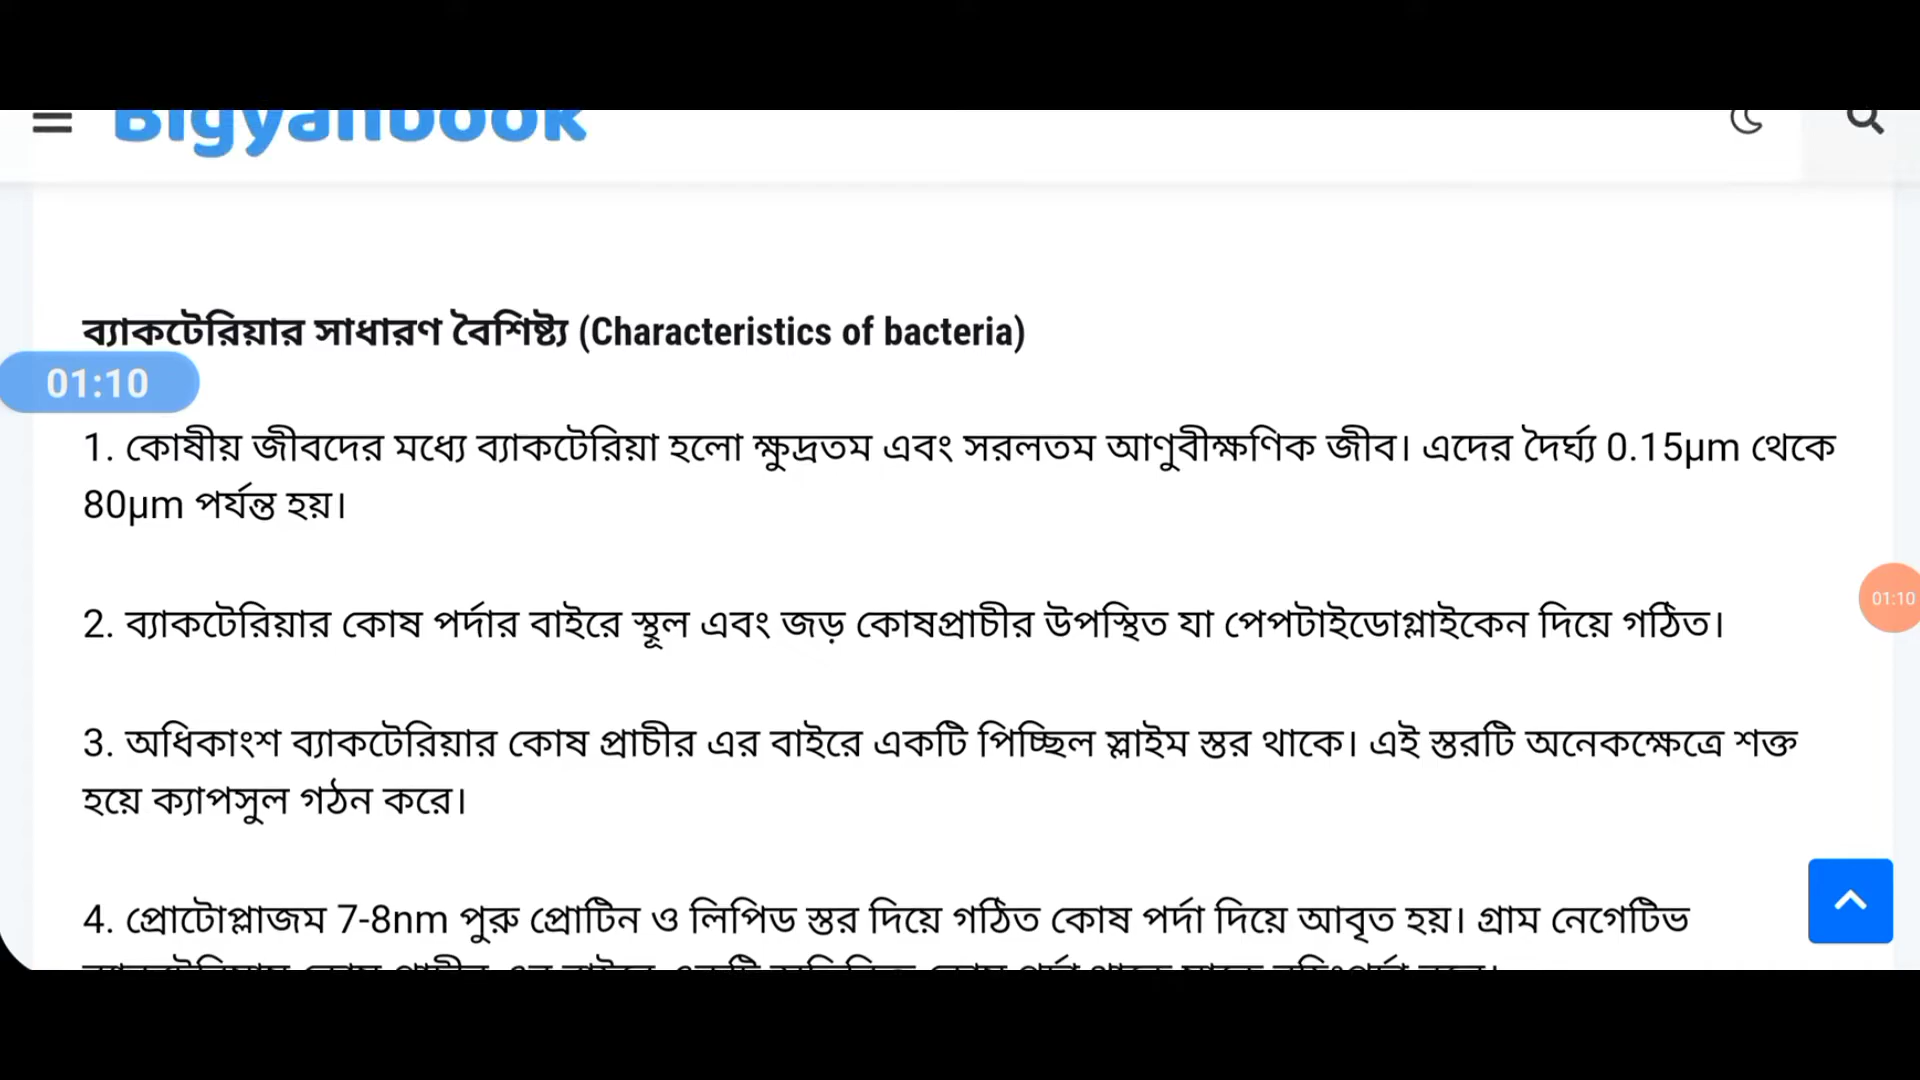 Bigyanbook
ব্যাকটেরিয়ার সাধারণ বৈশিষ্ট্য (Characteristics of bacteria)
01:10
1. কোষীয় জীবদের মধ্যে ব্যাকটেরিয়া হলো ক্ষুদ্রতম এবং সরলতম আণুবীক্ষণিক জীব। এদের দৈর্ঘ্য 0.15μm থেকে
80μm পর্যন্ত হয়।
01:10
2. ব্যাকটেরিয়ার কোষ পর্দার বাইরে স্থূল এবং জড় কোষপ্রাচীর উপস্থিত যা পেপটাইডোগ্লাইকেন দিয়ে গঠিত।
3. অধিকাংশ ব্যাকটেরিয়ার কোষ প্রাচীর এর বাইরে একটি পিচ্ছিল স্লাইম স্তর থাকে। এই স্তরটি অনেকক্ষেত্রে শক্ত
হয়ে ক্যাপসুল গঠন করে।
4. প্রোটোপ্লাজম 7-8nm পুরু প্রোটিন ও লিপিড স্তর দিয়ে গঠিত কোষ পর্দা দিয়ে আবৃত হয়। গ্রাম নেগেটিভ